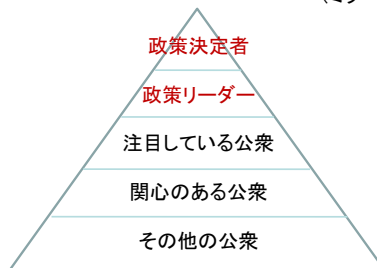 政策決定者
政策リーダー
注目している公衆
関心のある公衆
その他の公衆